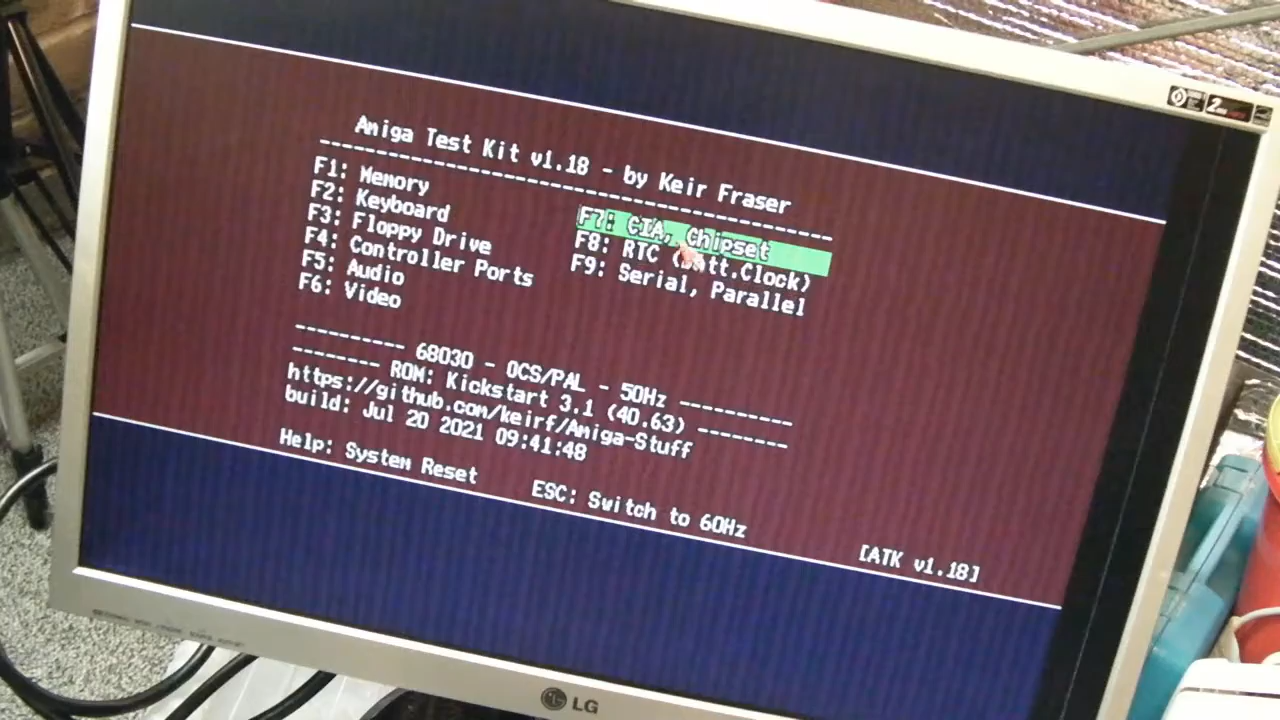 Amiga Test Kit v1.18 - by Keir Fraser
------------------------------------
F1: Memory
F2: Keyboard
F3: Floppy Drive
F4: Controller Ports
F5: Audio
F6: Video
F7: CIA, Chipset
F8: RTC (Batt.Clock)
F9: Serial, Parallel
---------- 68030 - OCS/PAL - 50Hz ----------
-------- ROM: Kickstart 3.1 (40.63) --------
https://github.com/keirf/Amiga-Stuff
build: Jul 20 2021 09:41:48
Help: System Reset ESC: Switch to 60Hz
[ATK v1.18]
LG